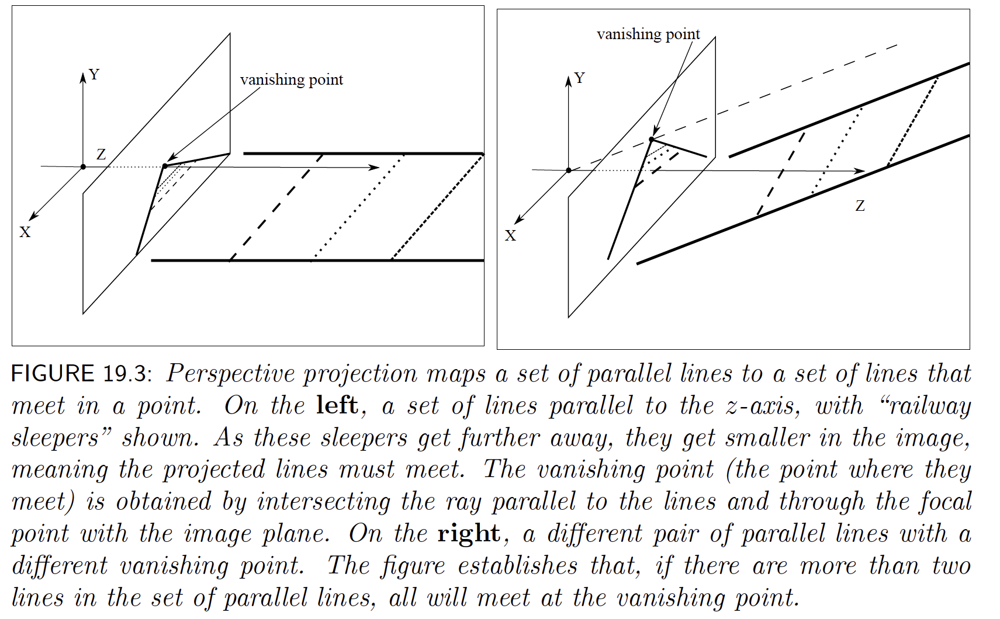 vanishing point
Y
vanishing point
Z
X
vanishing point
Y
Z
X
FIGURE 19.3: Perspective projection maps a set of parallel lines to a set of lines that
meet in a point. On the left, a set of lines parallel to the z-axis, with “railway
sleepers” shown. As these sleepers get further away, they get smaller in the image,
meaning the projected lines must meet. The vanishing point (the point where they
meet) is obtained by intersecting the ray parallel to the lines and through the focal
point with the image plane. On the right, a different pair of parallel lines with a
different vanishing point. The figure establishes that, if there are more than two
lines in the set of parallel lines, all will meet at the vanishing point.